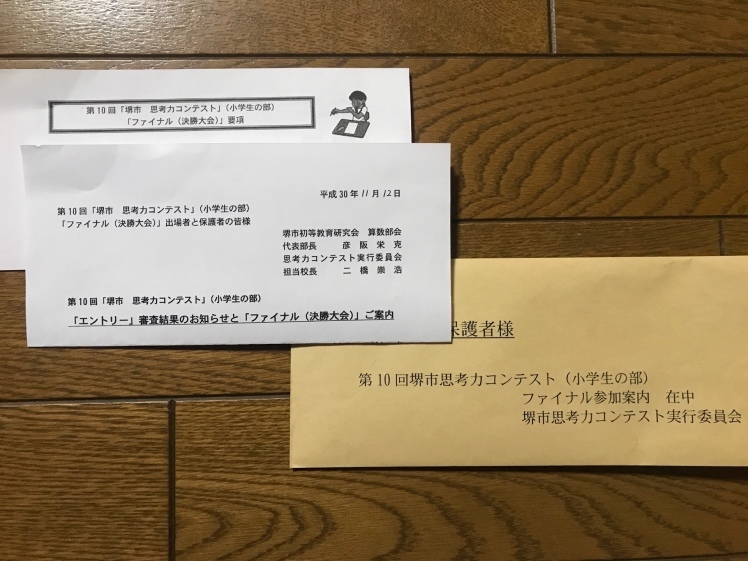 第10回「堺市　思考力コンテスト」（小学生の部）
「ファイナル（決勝大会）」要項
平成30年11月12日
第10回「堺市　思考力コンテスト」（小学生の部）
「ファイナル（決勝大会）」出場者と保護者の皆様
堺市初等教育研究会　算数部会
代表部長　彦阪栄克
思考力コンテスト実行委員会
担当校長　二橋崇浩
第10回「堺市　思考力コンテスト」（小学生の部）
「エントリー」審査結果のお知らせと「ファイナル（決勝大会）」ご案内
保護者様
第10回堺市思考力コンテスト（小学生の部）
ファイナル参加案内　在中
堺市思考力コンテスト実行委員会